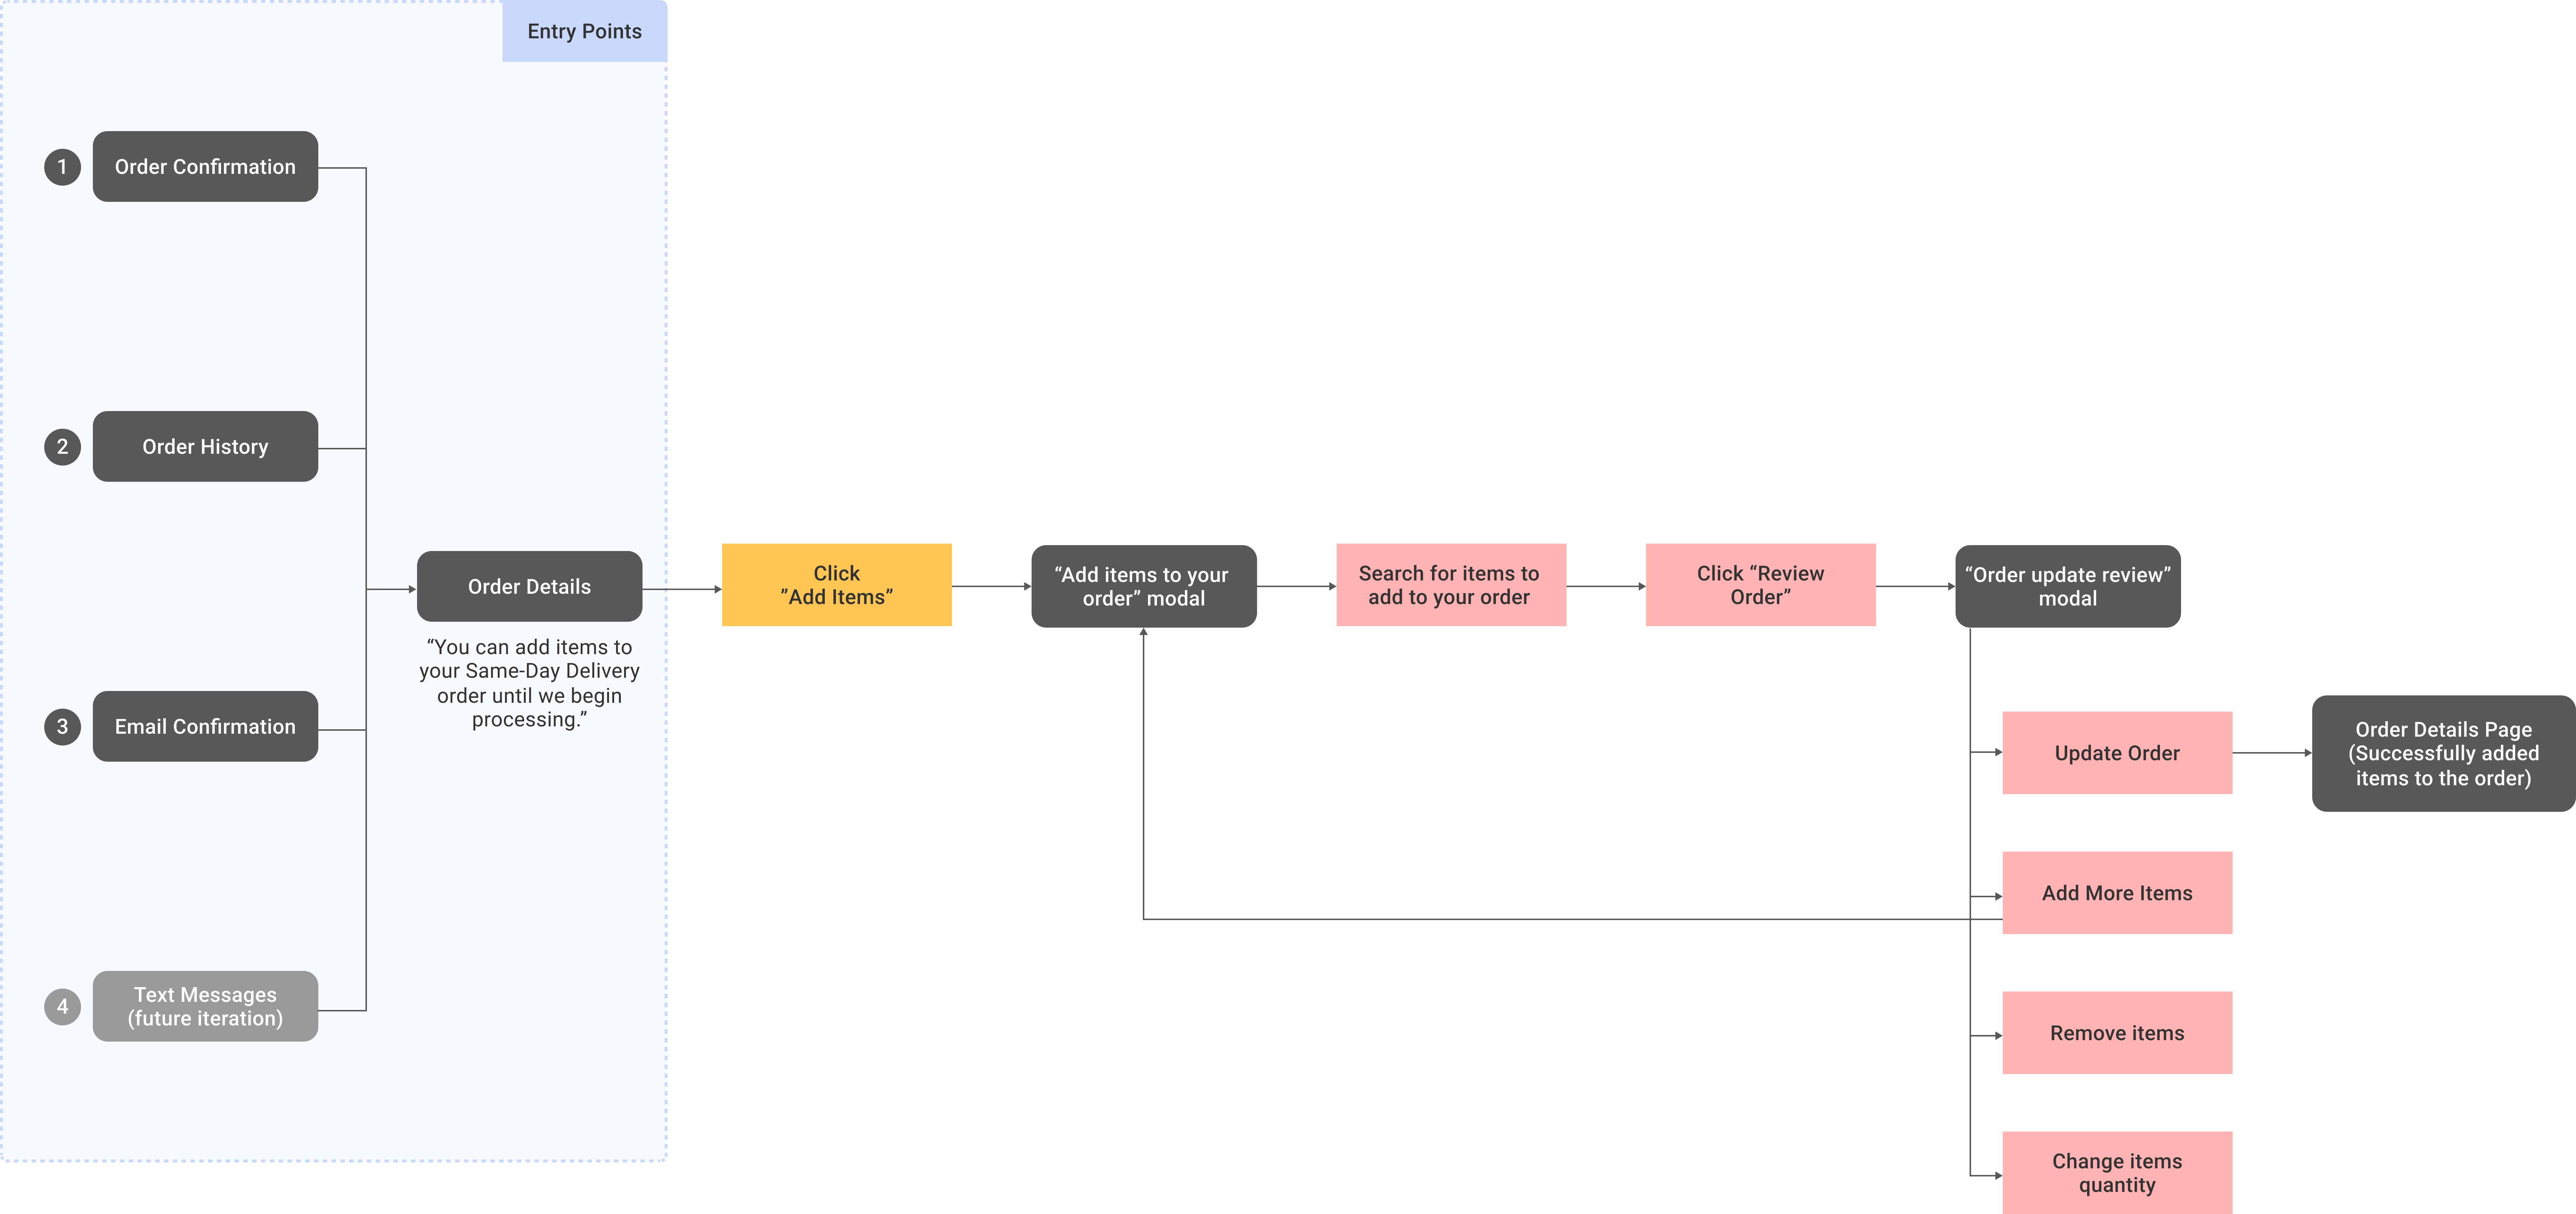 Entry Points
1
Order Confirmation
2
Order History
3
Email Confirmation
4
Text Messages
(future iteration)
Order Details
“You can add items to
your Same-Day Delivery
order until we begin
processing.”
Click
”Add Items”
“Add items to your
order” modal
Search for items to
add to your order
Click “Review
Order”
“Order update review”
modal
Update Order
Order Details Page
(Successfully added
items to the order)
Add More Items
Remove items
Change items
quantity